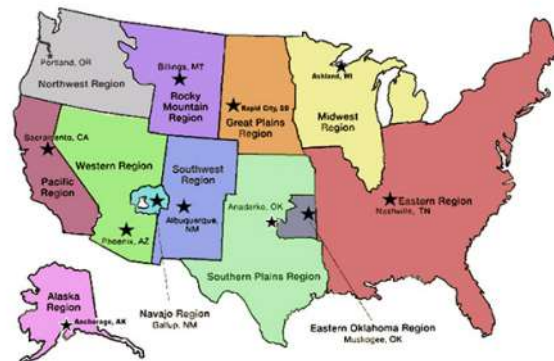 Portland, OR
Northwest Region
Billings, MT
Rocky
Mountain
Region
Rapid City, SD
Great Plains
Region
Ashland, WI
Midwest
Region
Sacramento, CA
Pacific
Region
Western Region
Phoenix, AZ
Southwest
Region
Albuquerque,
NM
Anadarko, OK
Southern Plains Region
Eastern Region
Nashville, TN
Navajo Region
Gallup, NM
Eastern Oklahoma Region
Muskogee, OK
Alaska
Region
Anchorage, AK